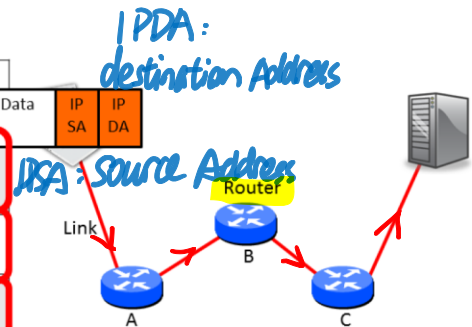 IPDA:
destination Address
Data IP SA IP DA
IPSA: source Address
Router
Link
B
A
C